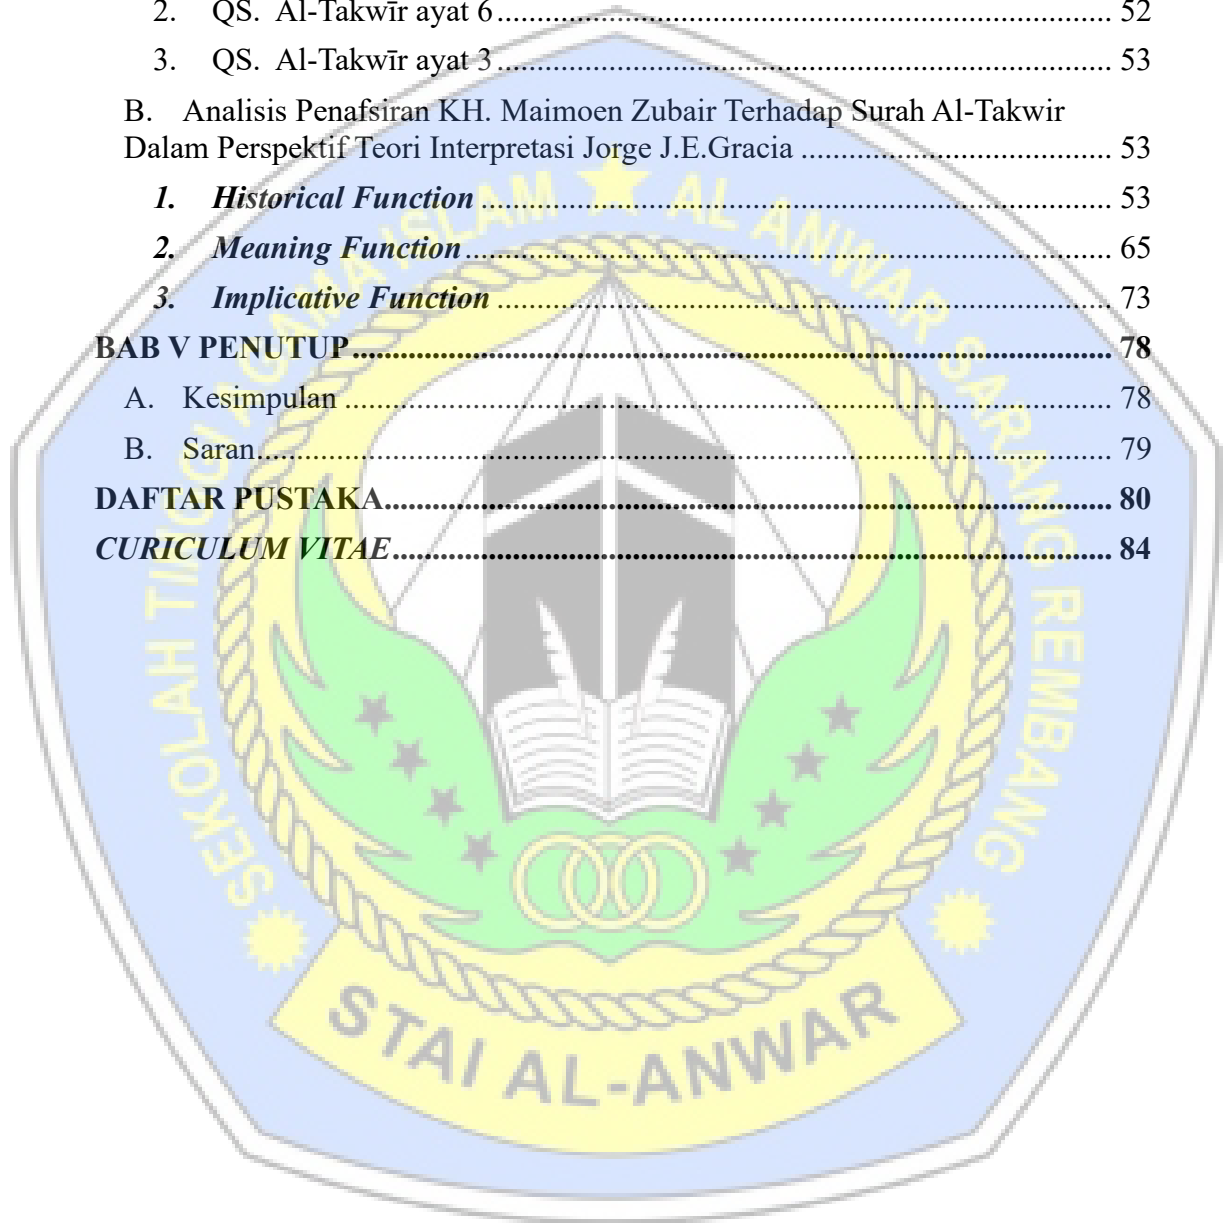 2. QS. Al-Takwīr ayat 6 ........ 52
3. QS. Al-Takwīr ayat 3 ........ 53
B. Analisis Penafsiran KH. Maimoen Zubair Terhadap Surah Al-Takwir
Dalam Perspektif Teori Interpretasi Jorge J.E.Gracia ........ 53
1. Historical Function ........ 53
2. Meaning Function ........ 65
3. Implicative Function ........ 73
BAB V PENUTUP ........ 78
A. Kesimpulan ........ 78
B. Saran ........ 79
DAFTAR PUSTAKA ........ 80
CURICULUM VITAE ........ 84
SEKOLAH TINGGI AGAMA ISLAM AL ANWAR SARANG REMBANG
STAI AL-ANWAR